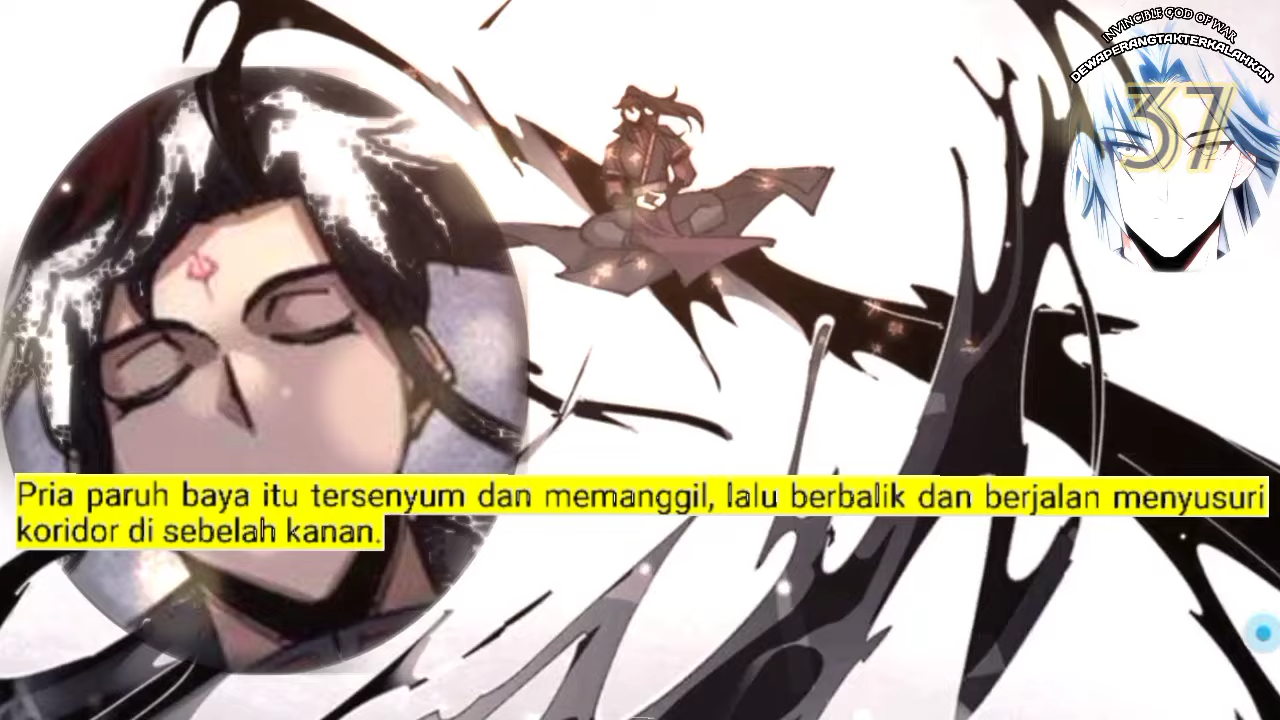 INVINCIBLE GOD OF WAR
DEWAPERANGTAKTERKALAHKAN
37
Pria paruh baya itu tersenyum dan memanggil, lalu berbalik dan berjalan menyusuri
koridor di sebelah kanan.